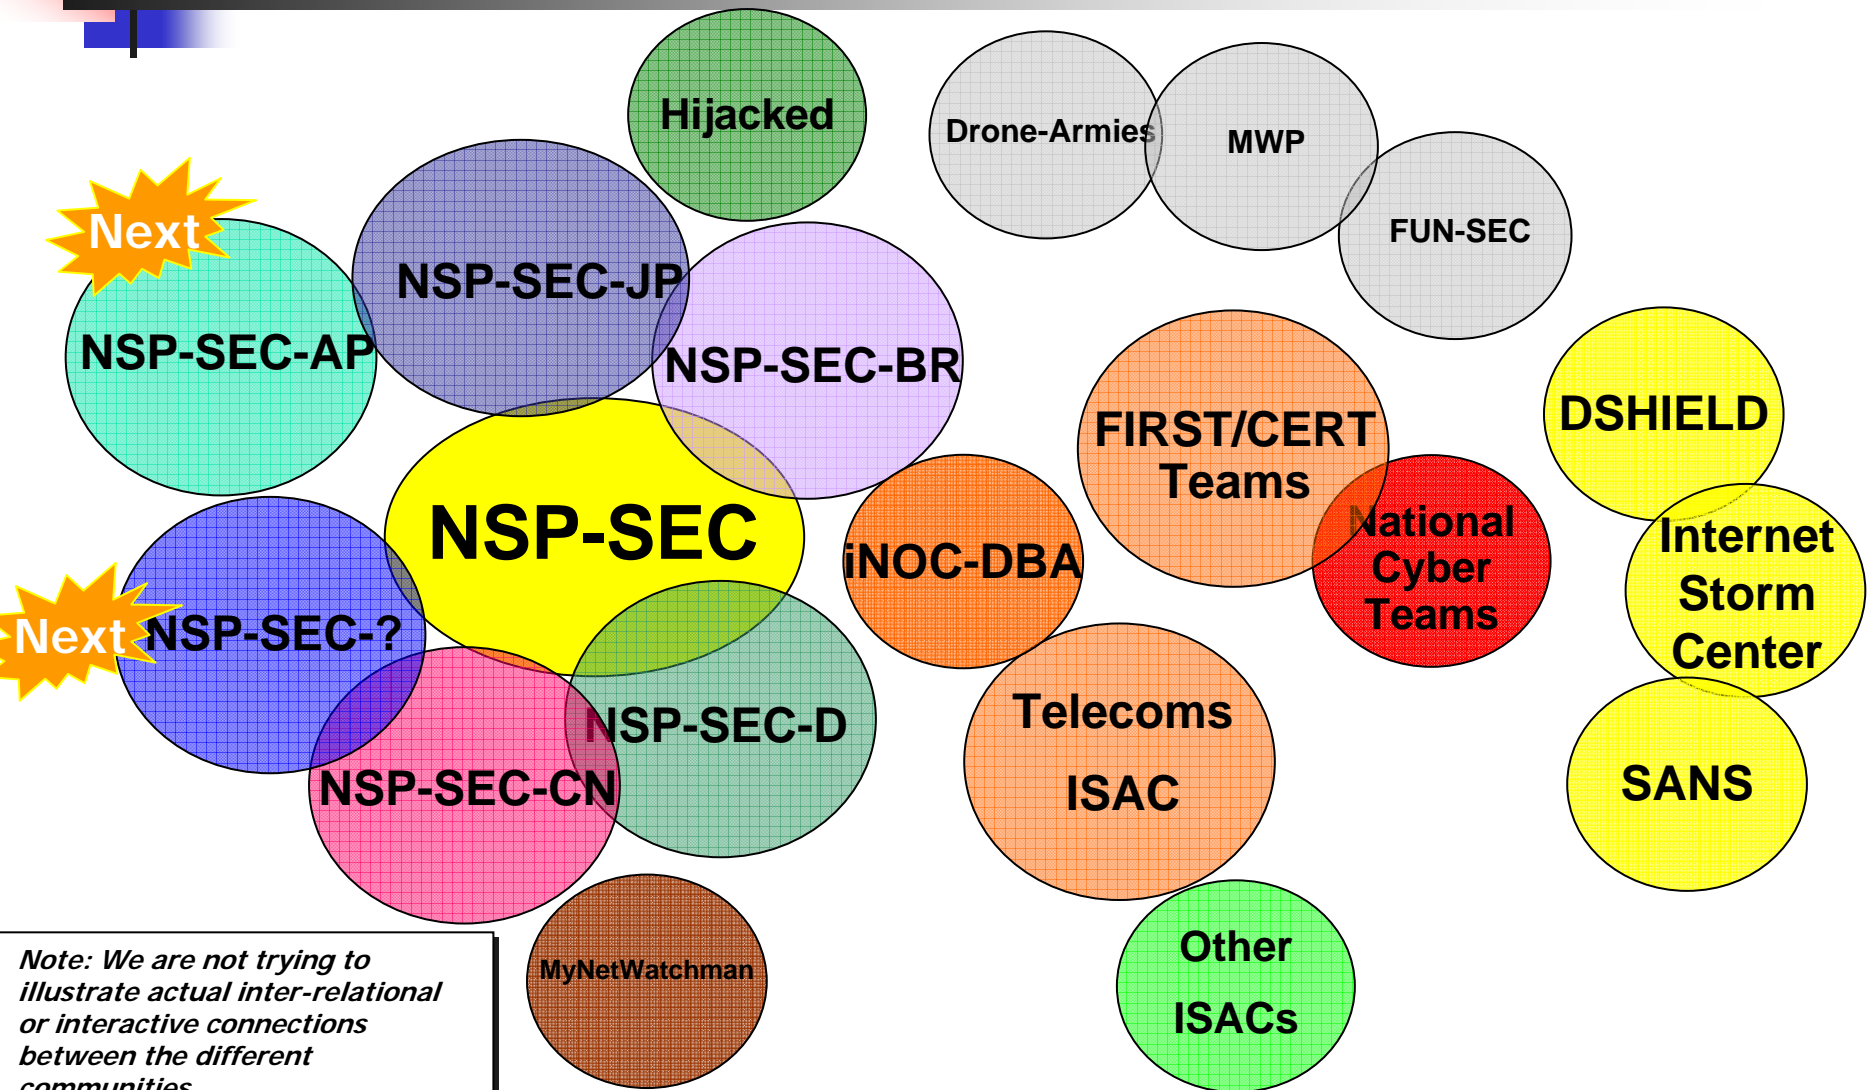 Hijacked
Drone-Armies
MWP
FUN-SEC
Next
NSP-SEC-JP
NSP-SEC-AP
NSP-SEC-BR
FIRST/CERT
Teams
DSHIELD
NSP-SEC
iNOC-DBA
National
Cyber
Teams
Internet
Storm
Center
Next
NSP-SEC-?
NSP-SEC-D
NSP-SEC-CN
Telecoms
ISAC
SANS
MyNetWatchman
Other
ISACs
Note: We are not trying to
illustrate actual inter-relational
or interactive connections
between the different
communities